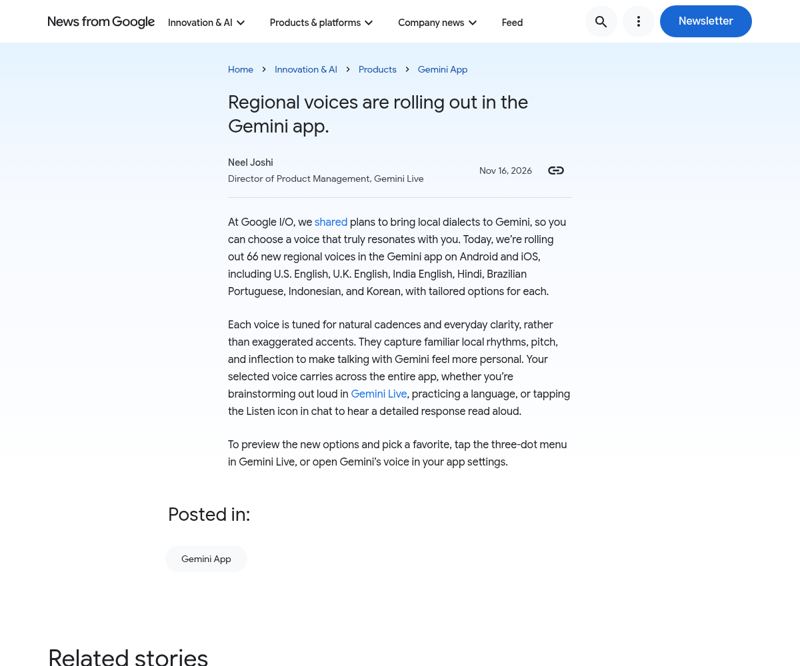 News from Google
Innovation & AI
Products & platforms
Company news
Feed
Newsletter
Home > Innovation & AI > Products > Gemini App
Regional voices are rolling out in the
Gemini app.
Neel Joshi
Director of Product Management, Gemini Live
Nov 16, 2026
At Google I/O, we shared plans to bring local dialects to Gemini, so you
can choose a voice that truly resonates with you. Today, we're rolling
out 66 new regional voices in the Gemini app on Android and iOS,
including U.S. English, U.K. English, India English, Hindi, Brazilian
Portuguese, Indonesian, and Korean, with tailored options for each.
Each voice is tuned for natural cadences and everyday clarity, rather
than exaggerated accents. They capture familiar local rhythms, pitch,
and inflection to make talking with Gemini feel more personal. Your
selected voice carries across the entire app, whether you're
brainstorming out loud in Gemini Live, practicing a language, or tapping
the Listen icon in chat to hear a detailed response read aloud.
To preview the new options and pick a favorite, tap the three-dot menu
in Gemini Live, or open Gemini's voice in your app settings.
Posted in:
Gemini App
Related stories